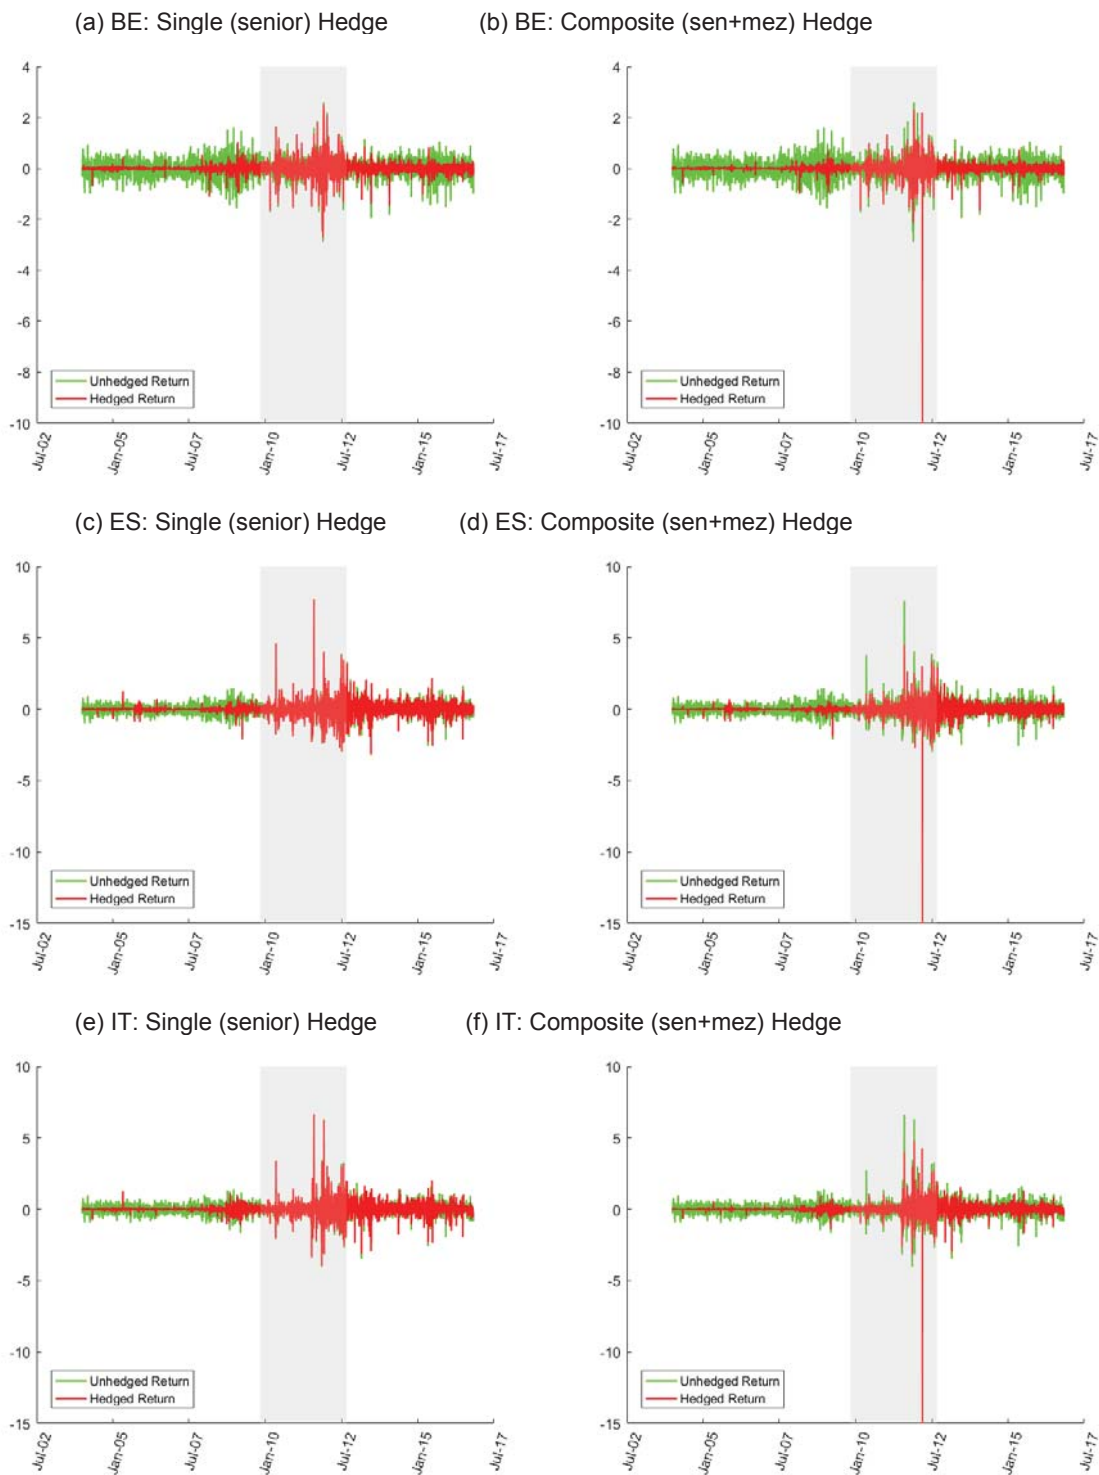 (a) BE: Single (senior) Hedge
(b) BE: Composite (sen+mez) Hedge
4
2
0
-2
-4
-6
-8
-10
Unhedged Return
Hedged Return
Jul-02
Jan-05
Jul-07
Jan-10
Jul-12
Jan-15
Jul-17
4
2
0
-2
-4
-6
-8
-10
Unhedged Return
Hedged Return
Jul-02
Jan-05
Jul-07
Jan-10
Jul-12
Jan-15
Jul-17
(c) ES: Single (senior) Hedge
(d) ES: Composite (sen+mez) Hedge
10
5
0
-5
-10
-15
Unhedged Return
Hedged Return
Jul-02
Jan-05
Jul-07
Jan-10
Jul-12
Jan-15
Jul-17
10
5
0
-5
-10
-15
Unhedged Return
Hedged Return
Jul-02
Jan-05
Jul-07
Jan-10
Jul-12
Jan-15
Jul-17
(e) IT: Single (senior) Hedge
(f) IT: Composite (sen+mez) Hedge
10
5
0
-5
-10
-15
Unhedged Return
Hedged Return
Jul-02
Jan-05
Jul-07
Jan-10
Jul-12
Jan-15
Jul-17
10
5
0
-5
-10
-15
Unhedged Return
Hedged Return
Jul-02
Jan-05
Jul-07
Jan-10
Jul-12
Jan-15
Jul-17